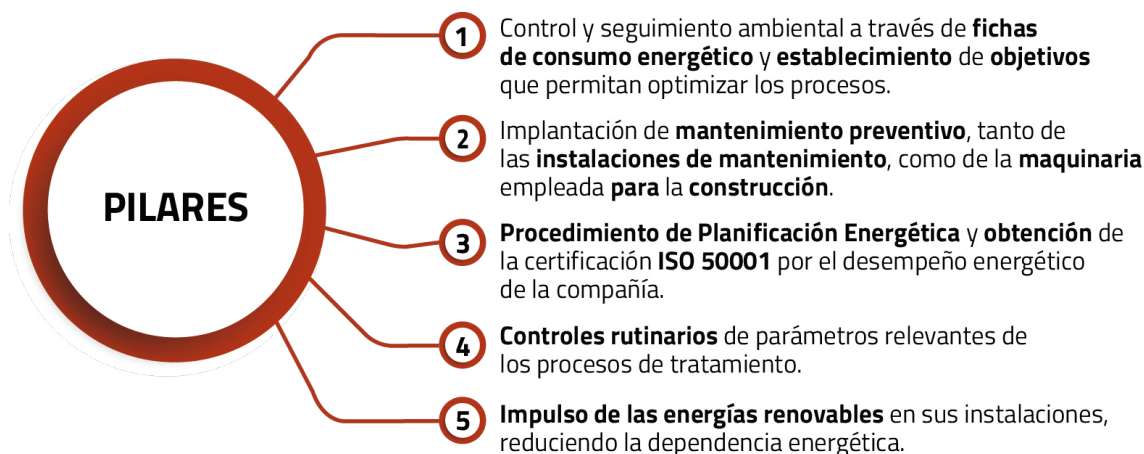 PILARES
1
Control y seguimiento ambiental a través de fichas
de consumo energético y establecimiento de objetivos
que permitan optimizar los procesos.
2
Implantación de mantenimiento preventivo, tanto de
las instalaciones de mantenimiento, como de la maquinaria
empleada para la construcción.
3
Procedimiento de Planificación Energética y obtención de
la certificación ISO 50001 por el desempeño energético
de la compañía.
4
Controles rutinarios de parámetros relevantes de
los procesos de tratamiento.
5
Impulso de las energías renovables en sus instalaciones,
reduciendo la dependencia energética.